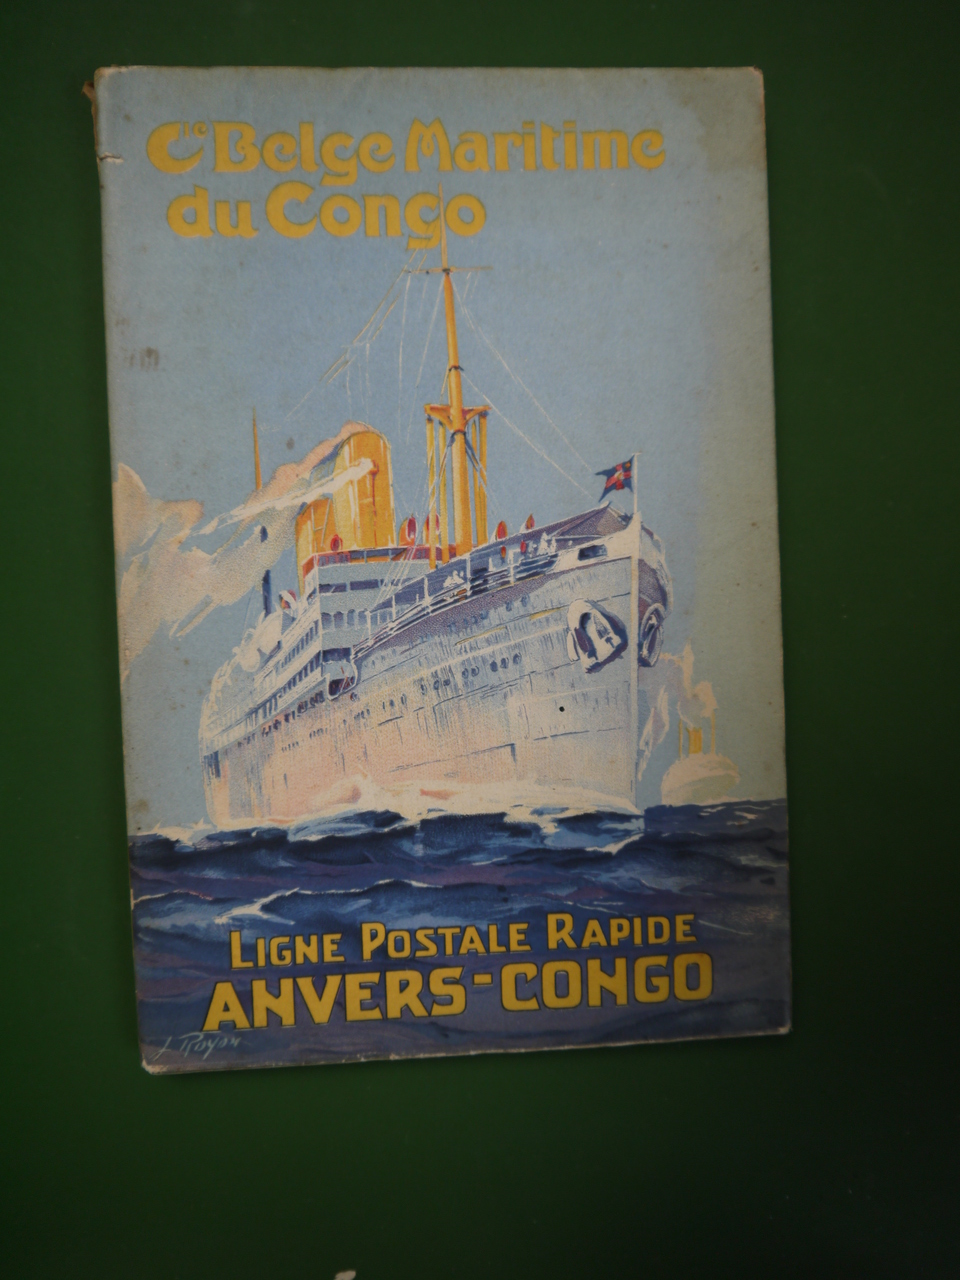 Cie Belge Maritime
du Congo
LIGNE POSTALE RAPIDE
ANVERS-CONGO